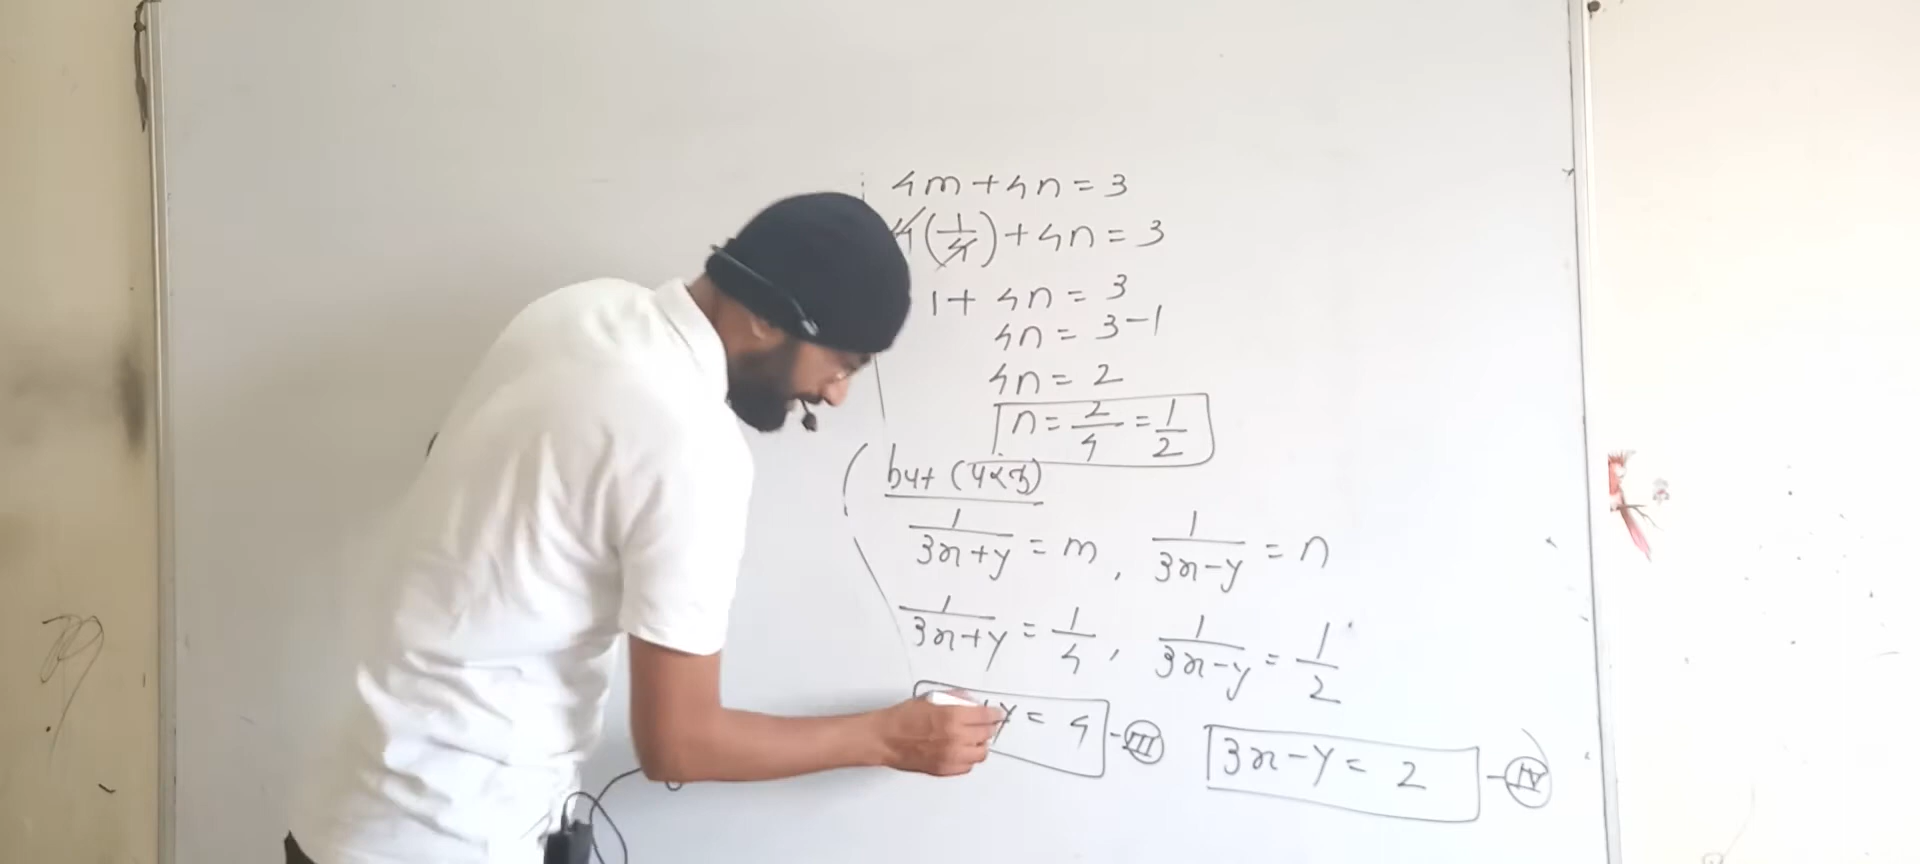 4m+4n=3
4(1/4)+4n=3
1+4n=3
4n=3-1
4n=2
n=2/4=1/2
but
1/(3x+y)=m, 1/(3x-y)=n
1/(3x+y)=1/4, 1/(3x-y)=1/2
y=4 -III 3x-y=2 -IV